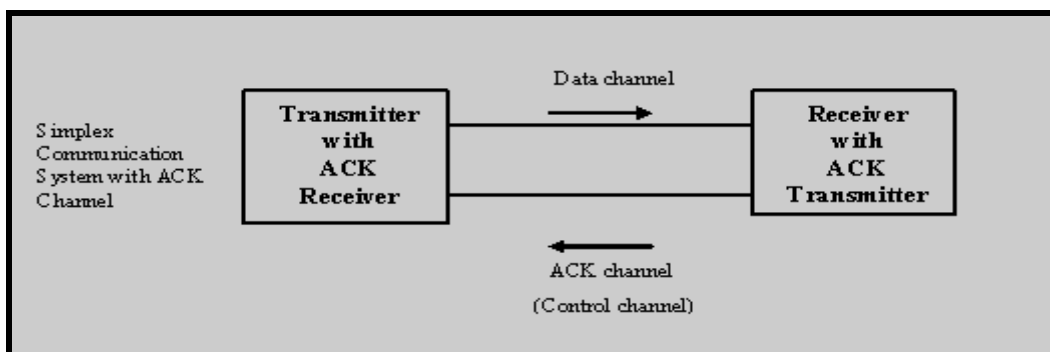 Simplex
Communication
System with ACK
Channel
Transmitter
with
ACK
Receiver
Data channel
Receiver
with
ACK
Transmitter
ACK channel
(Control channel)